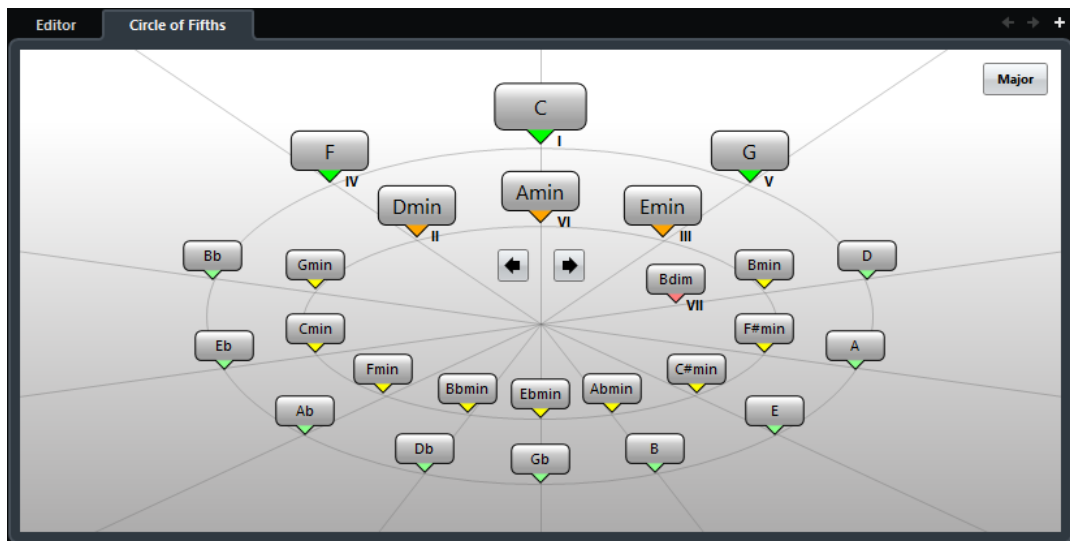 Editor Circle of Fifths
Major
C
I
F G
IV V
Amin
Dmin Emin
VI
II III
Bb D
Gmin Bmin
Bdim
VII
Cmin F#min
Eb A
Fmin C#min
Bbmin Ebmin Abmin
Ab E
Db B
Gb